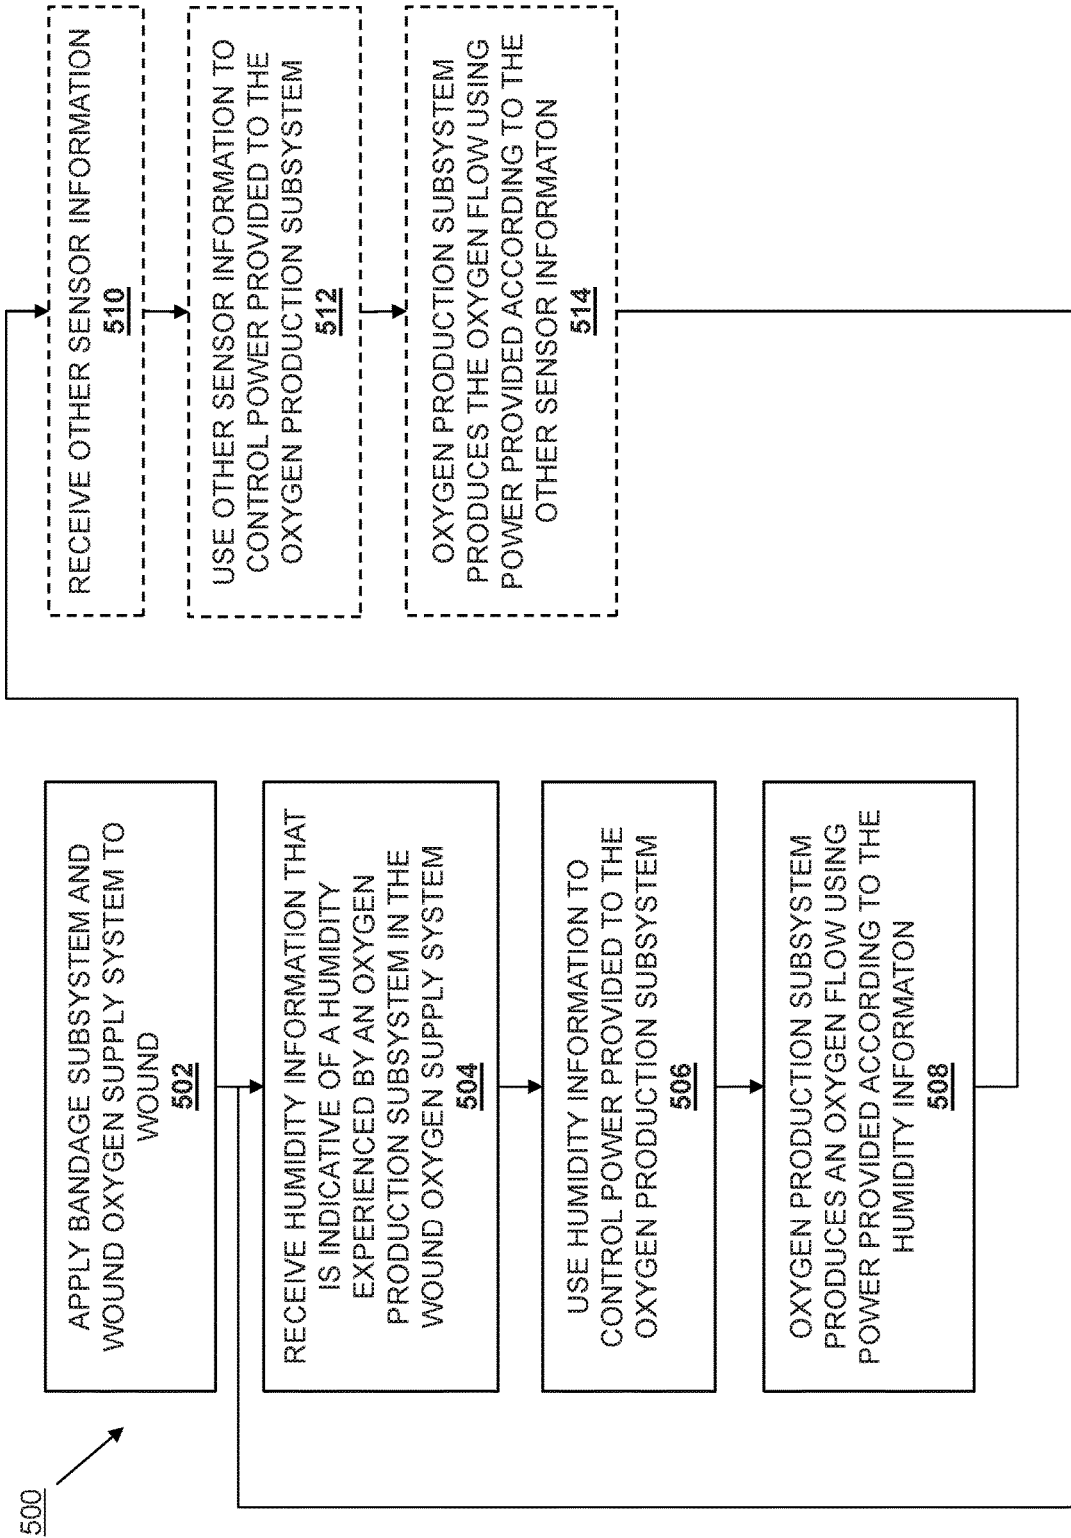 500
APPLY BANDAGE SUBSYSTEM AND
WOUND OXYGEN SUPPLY SYSTEM TO
WOUND
502
RECEIVE HUMIDITY INFORMATION THAT
IS INDICATIVE OF A HUMIDITY
EXPERIENCED BY AN OXYGEN
PRODUCTION SUBSYSTEM IN THE
WOUND OXYGEN SUPPLY SYSTEM
504
USE HUMIDITY INFORMATION TO
CONTROL POWER PROVIDED TO THE
OXYGEN PRODUCTION SUBSYSTEM
506
OXYGEN PRODUCTION SUBSYSTEM
PRODUCES AN OXYGEN FLOW USING
POWER PROVIDED ACCORDING TO THE
HUMIDITY INFORMATON
508
RECEIVE OTHER SENSOR INFORMATION
510
USE OTHER SENSOR INFORMATION TO
CONTROL POWER PROVIDED TO THE
OXYGEN PRODUCTION SUBSYSTEM
512
OXYGEN PRODUCTION SUBSYSTEM
PRODUCES THE OXYGEN FLOW USING
POWER PROVIDED ACCORDING TO THE
OTHER SENSOR INFORMATON
514